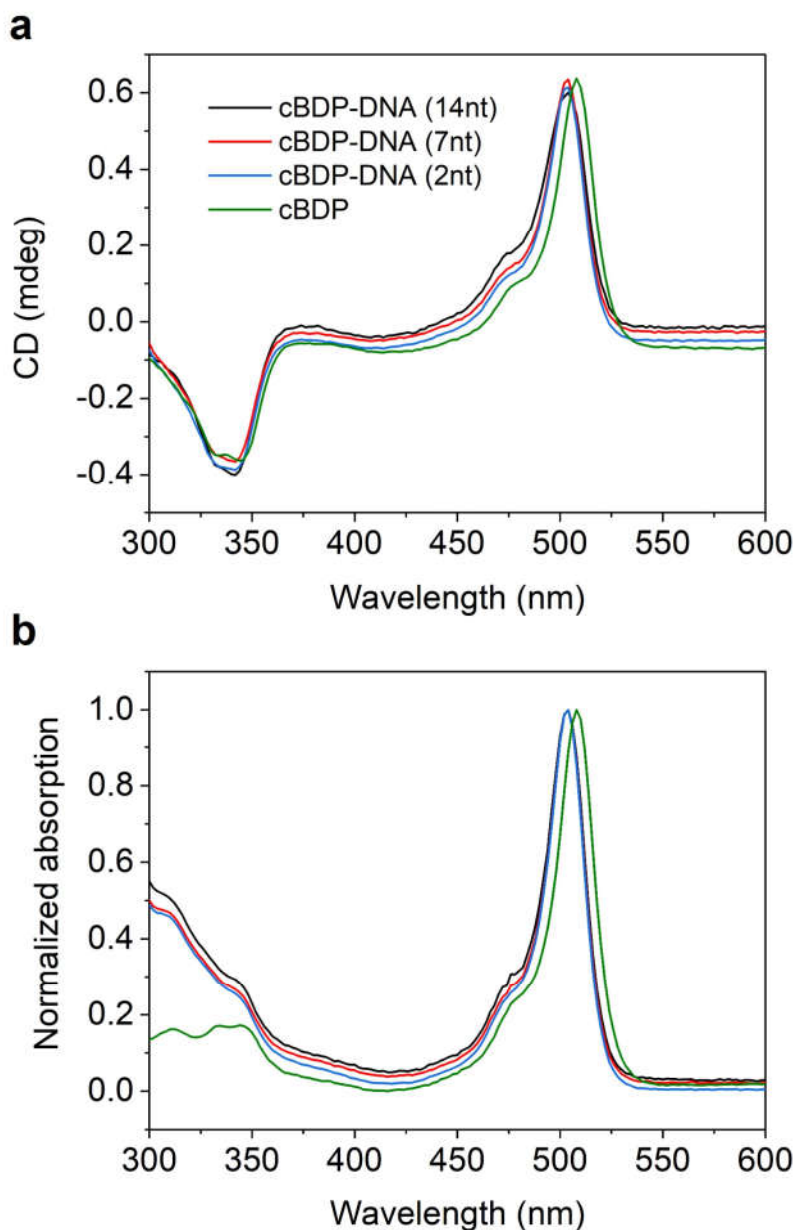 a
CD (mdeg)
0.6
0.4
0.2
0.0
-0.2
-0.4
cBDP-DNA (14nt)
cBDP-DNA (7nt)
cBDP-DNA (2nt)
cBDP
300 350 400 450 500 550 600
Wavelength (nm)
b
Normalized absorption
1.0
0.8
0.6
0.4
0.2
0.0
300 350 400 450 500 550 600
Wavelength (nm)